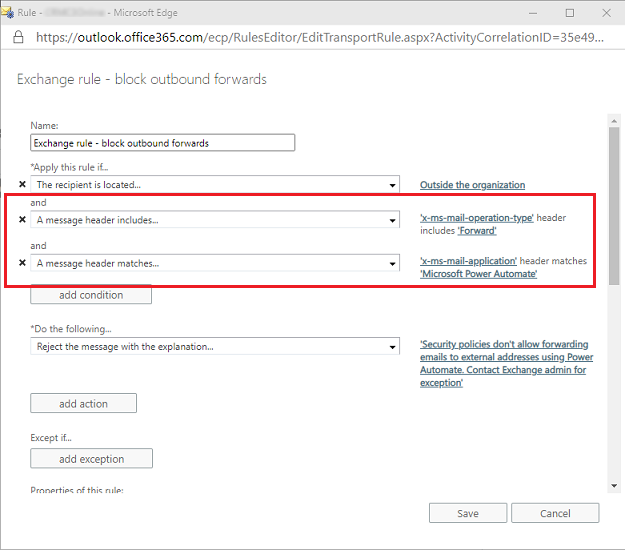 Rule - - Microsoft Edge
https://outlook.office365.com/ecp/RulesEditor/EditTransportRule.aspx?ActivityCorrelationID=35e49...
Exchange rule - block outbound forwards
Name:
Exchange rule - block outbound forwards
*Apply this rule if...
The recipient is located...
Outside the organization
and
A message header includes...
'x-ms-mail-operation-type' header
includes 'Forward'
and
A message header matches...
'x-ms-mail-application' header matches
'Microsoft Power Automate'
add condition
*Do the following...
Reject the message with the explanation...
'Security policies don't allow forwarding
emails to external addresses using Power
Automate. Contact Exchange admin for
exception'
add action
Except if...
add exception
Properties of this rule:
Save
Cancel